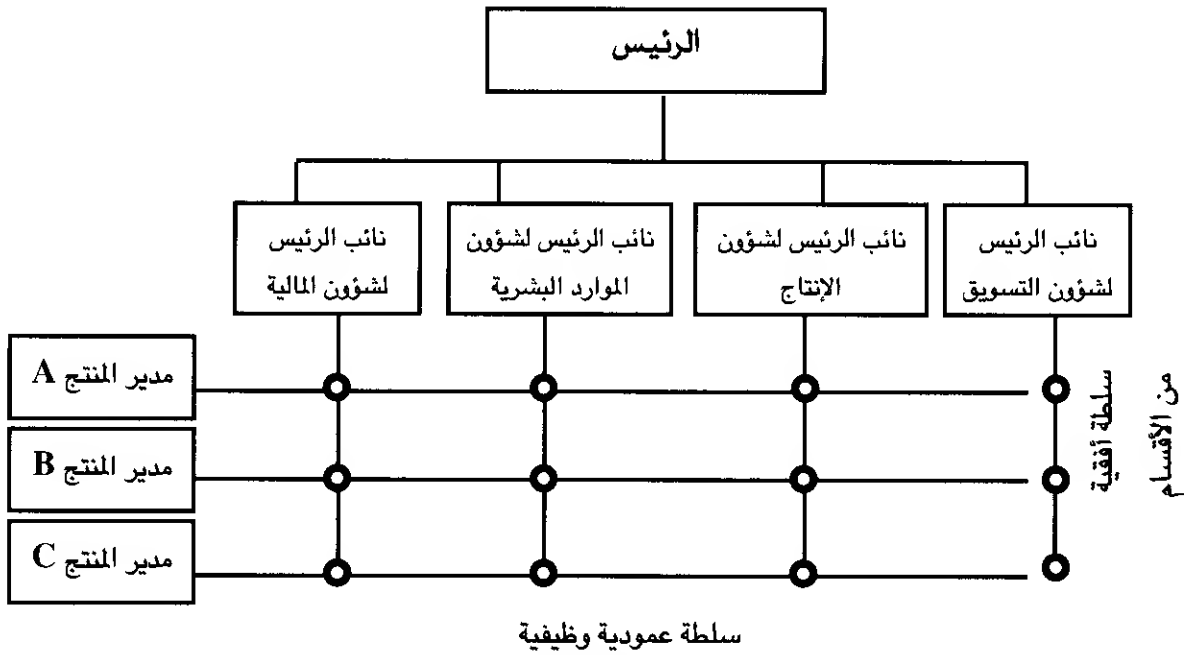 الرئيس
نائب الرئيس
لشؤون التسويق
نائب الرئيس لشؤون
الإنتاج
نائب الرئيس لشؤون
الموارد البشرية
نائب الرئيس
لشؤون المالية
مدير المنتج A
مدير المنتج B
مدير المنتج C
سلطة أفقية
من الأقسام
سلطة عمودية وظيفية